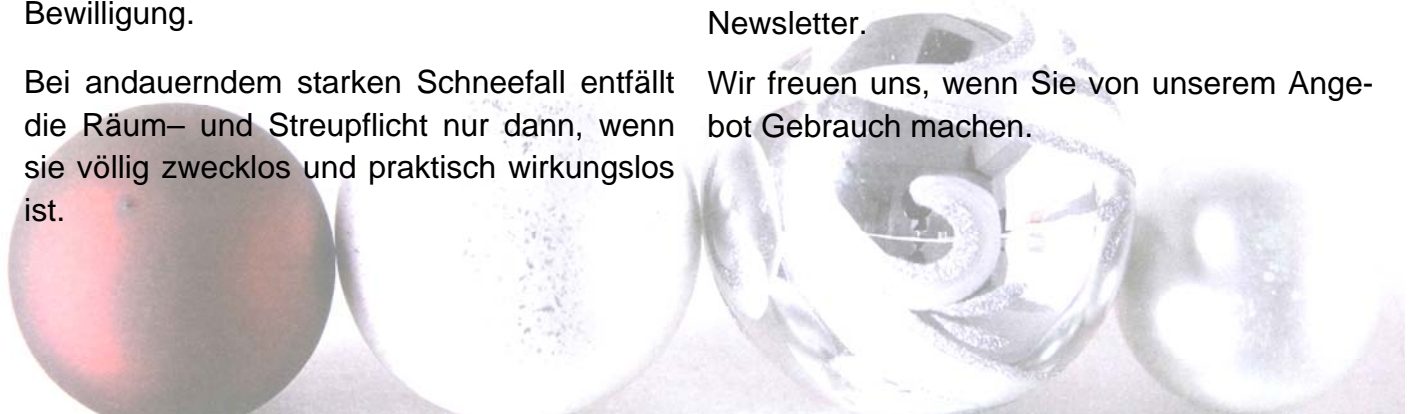 Bewilligung.
Bei andauerndem starken Schneefall entfällt
die Räum– und Streupflicht nur dann, wenn
sie völlig zwecklos und praktisch wirkungslos
ist.
Newsletter.
Wir freuen uns, wenn Sie von unserem Ange-
bot Gebrauch machen.